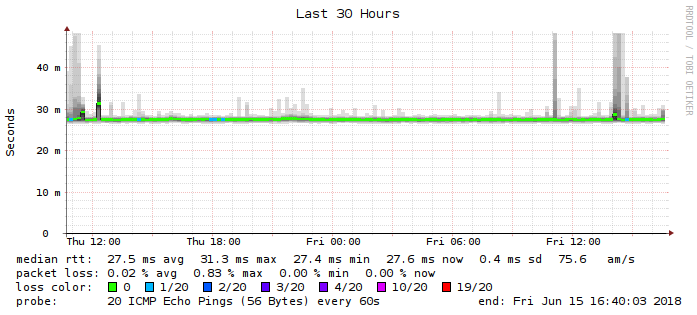 Last 30 Hours
RRDTOOL / TOBI OETIKER
Seconds
40 m
30 m
20 m
10 m
0
Thu 12:00 Thu 18:00 Fri 00:00 Fri 06:00 Fri 12:00
median rtt: 27.5 ms avg 31.3 ms max 27.4 ms min 27.6 ms now 0.4 ms sd 75.6 am/s
packet loss: 0.02 % avg 0.83 % max 0.00 % min 0.00 % now
loss color: 0 1/20 2/20 3/20 4/20 10/20 19/20
probe: 20 ICMP Echo Pings (56 Bytes) every 60s end: Fri Jun 15 16:40:03 2018